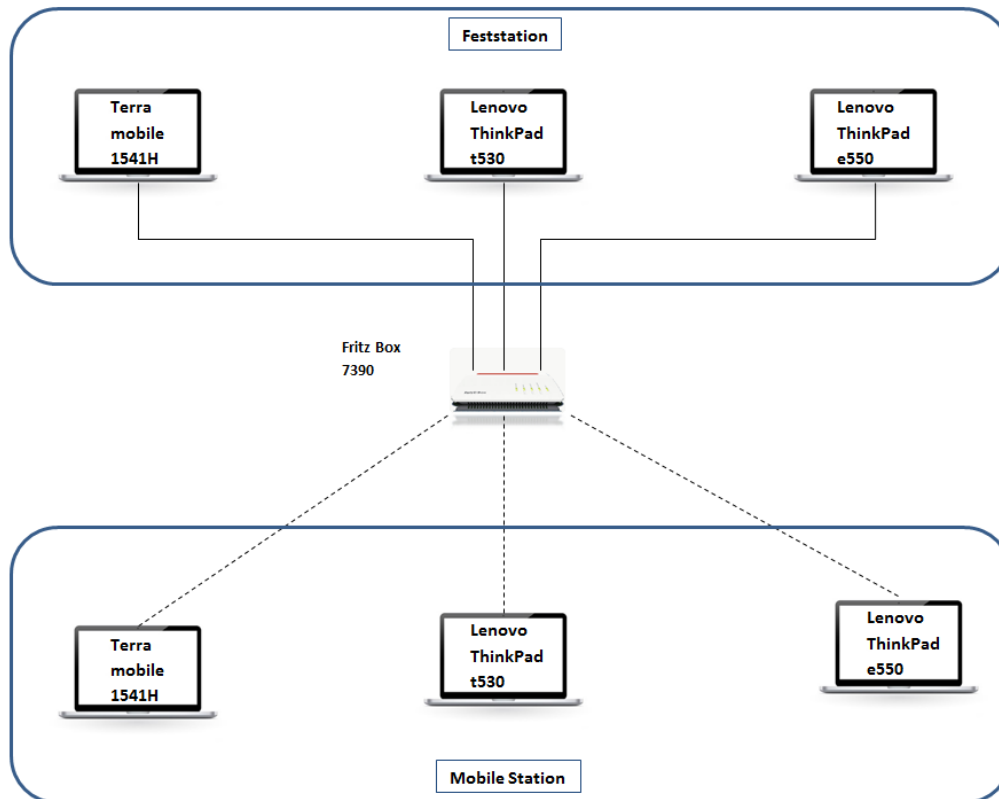 Feststation
Terra
mobile
1541H
Lenovo
ThinkPad
t530
Lenovo
ThinkPad
e550
Fritz Box
7390
Terra
mobile
1541H
Lenovo
ThinkPad
t530
Lenovo
ThinkPad
e550
Mobile Station